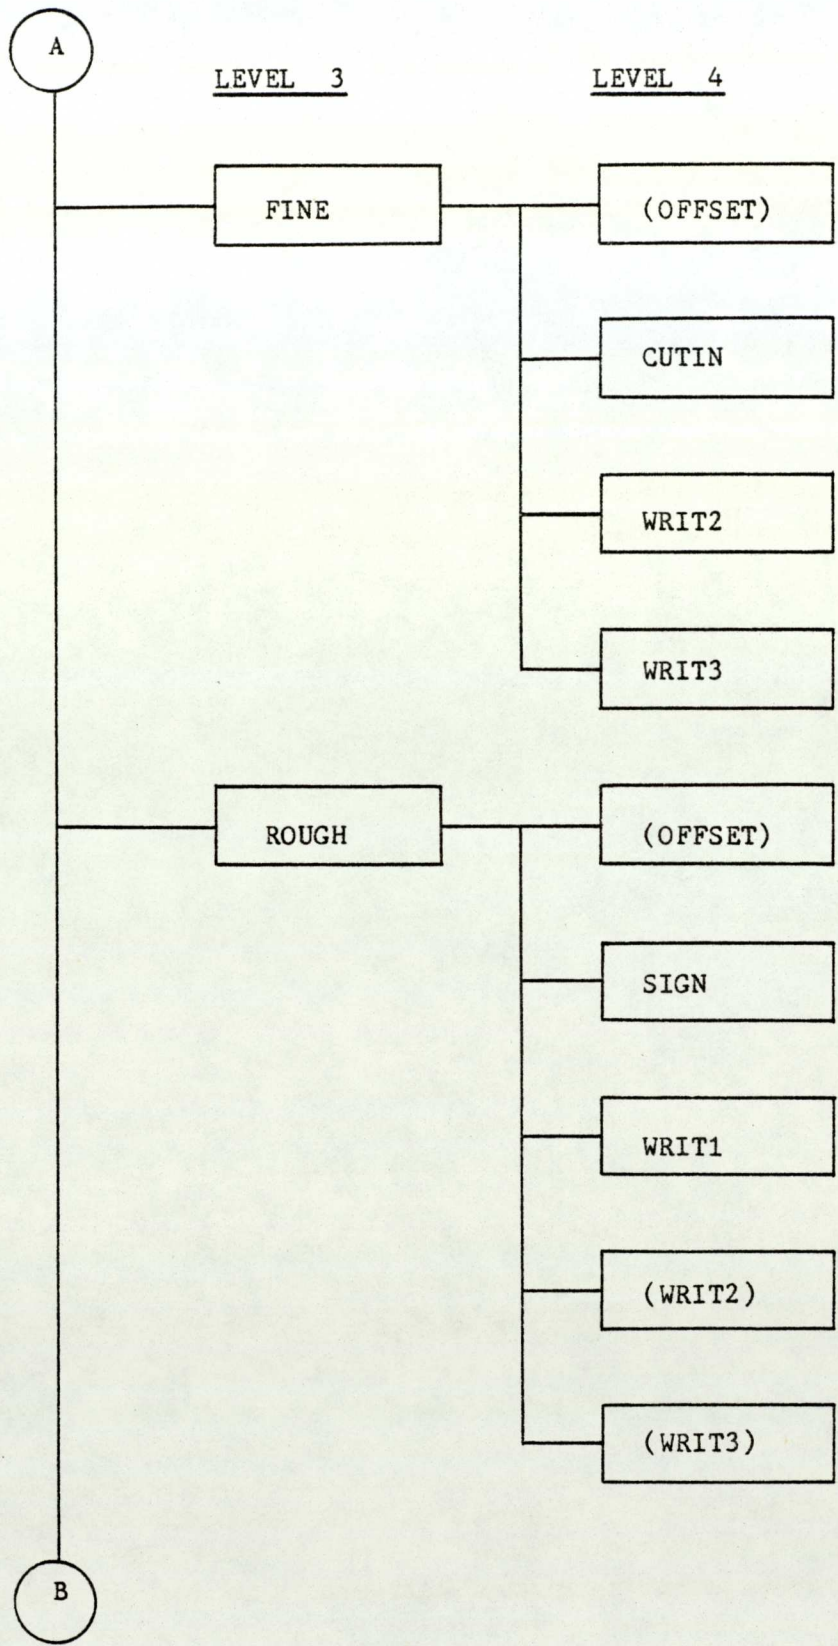 A
LEVEL 3 LEVEL 4
FINE (OFFSET)
CUTIN
WRIT2
WRIT3
ROUGH (OFFSET)
SIGN
WRIT1
(WRIT2)
(WRIT3)
B